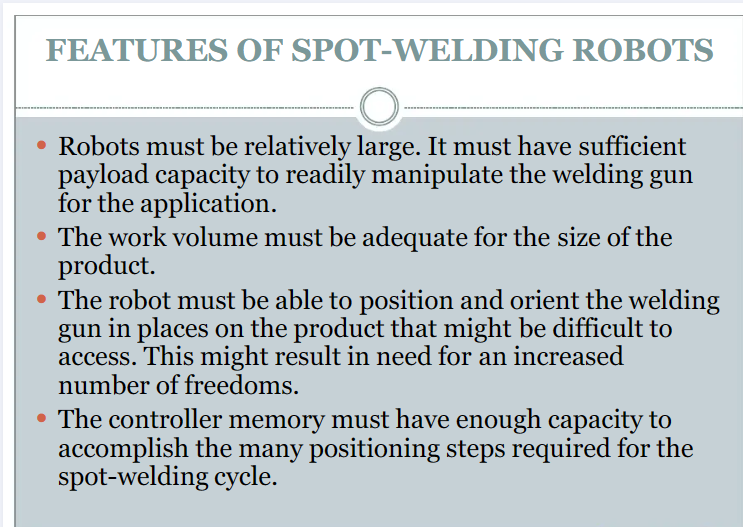 FEATURES OF SPOT-WELDING ROBOTS
• Robots must be relatively large. It must have sufficient
payload capacity to readily manipulate the welding gun
for the application.
• The work volume must be adequate for the size of the
product.
• The robot must be able to position and orient the welding
gun in places on the product that might be difficult to
access. This might result in need for an increased
number of freedoms.
• The controller memory must have enough capacity to
accomplish the many positioning steps required for the
spot-welding cycle.